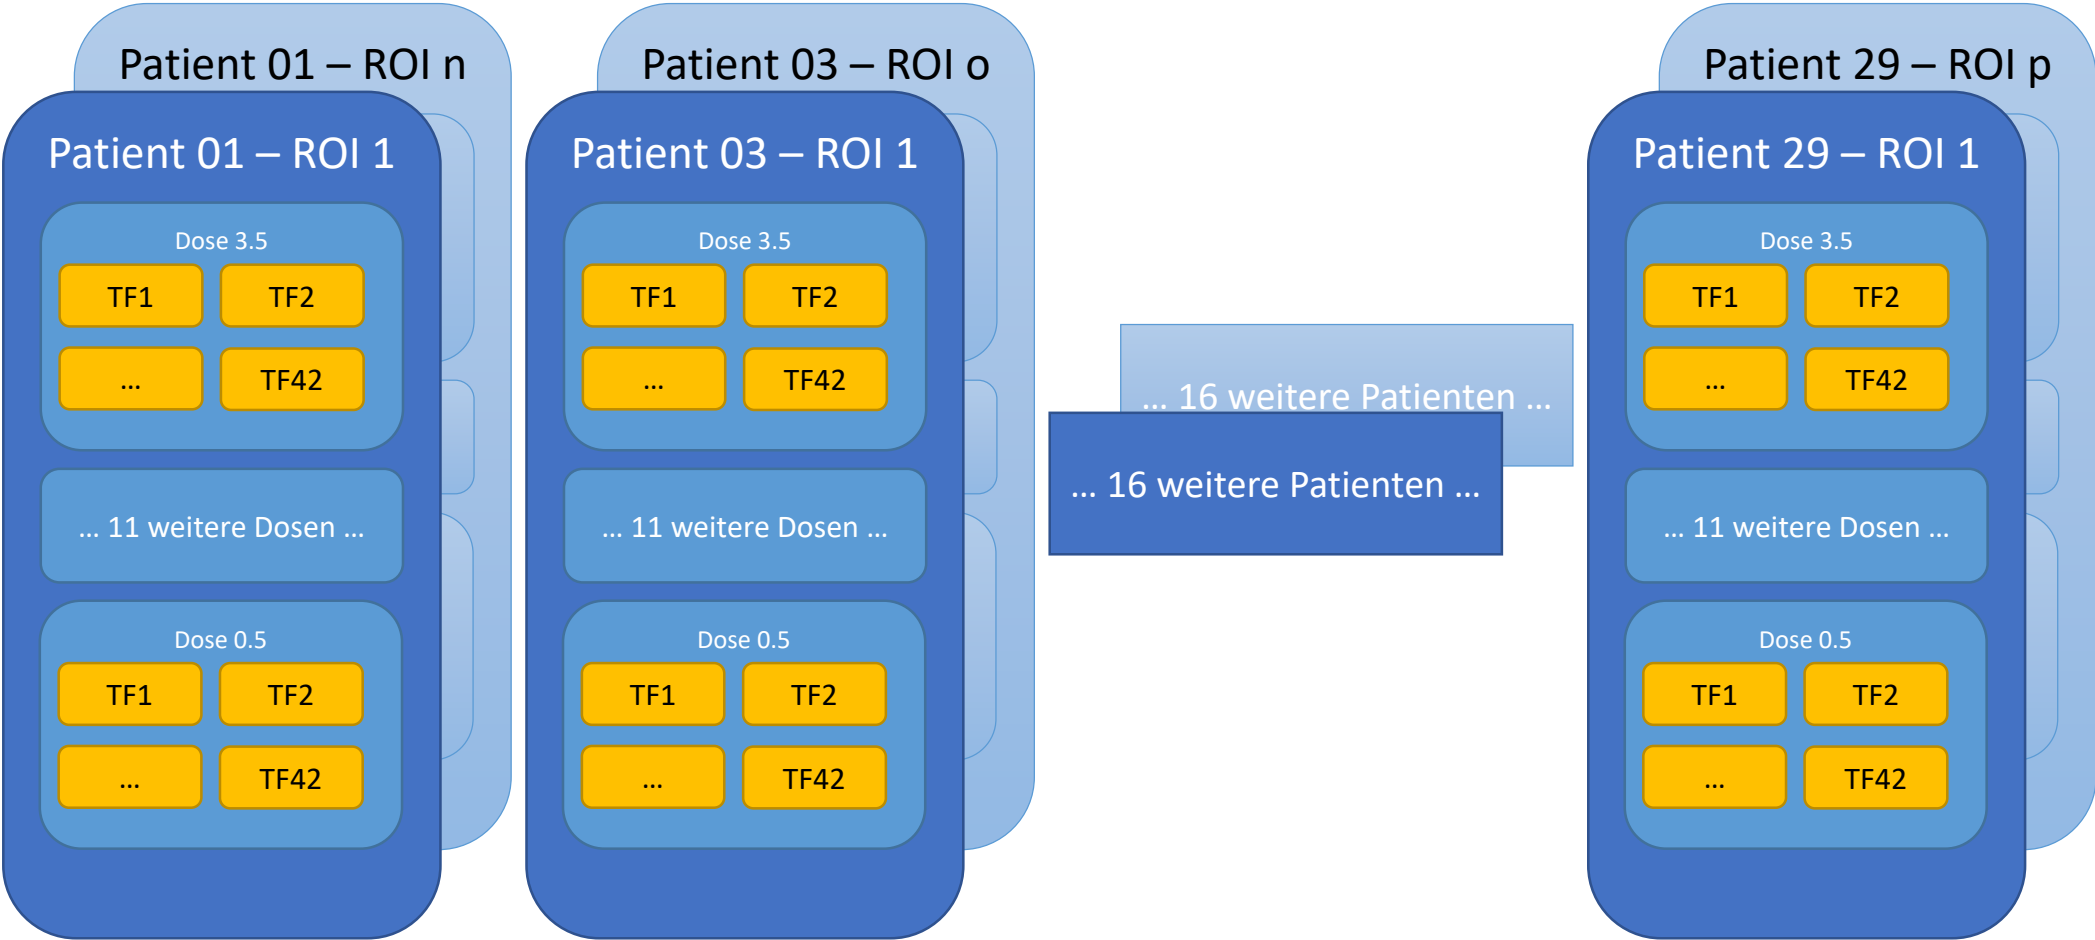 Patient 01 – ROI n
Patient 01 – ROI 1
Dose 3.5
TF1
TF2
...
TF42
... 11 weitere Dosen ...
Dose 0.5
TF1
TF2
...
TF42
Patient 03 – ROI o
Patient 03 – ROI 1
Dose 3.5
TF1
TF2
...
TF42
... 11 weitere Dosen ...
Dose 0.5
TF1
TF2
...
TF42
... 16 weitere Patienten ...
... 16 weitere Patienten ...
Patient 29 – ROI p
Patient 29 – ROI 1
Dose 3.5
TF1
TF2
...
TF42
... 11 weitere Dosen ...
Dose 0.5
TF1
TF2
...
TF42